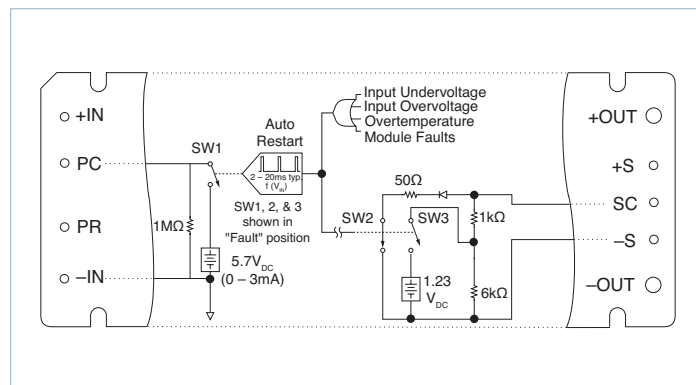 +IN
PC
PR
–IN
SW1
1MΩ
5.7VDC
(0 – 3mA)
Auto
Restart
2 – 20ms typ.
f (VIN)
SW1, 2, & 3
shown in
"Fault" position
Input Undervoltage
Input Overvoltage
Overtemperature
Module Faults
50Ω
SW2
SW3
1kΩ
1.23
VDC
6kΩ
+OUT
+S
SC
–S
–OUT